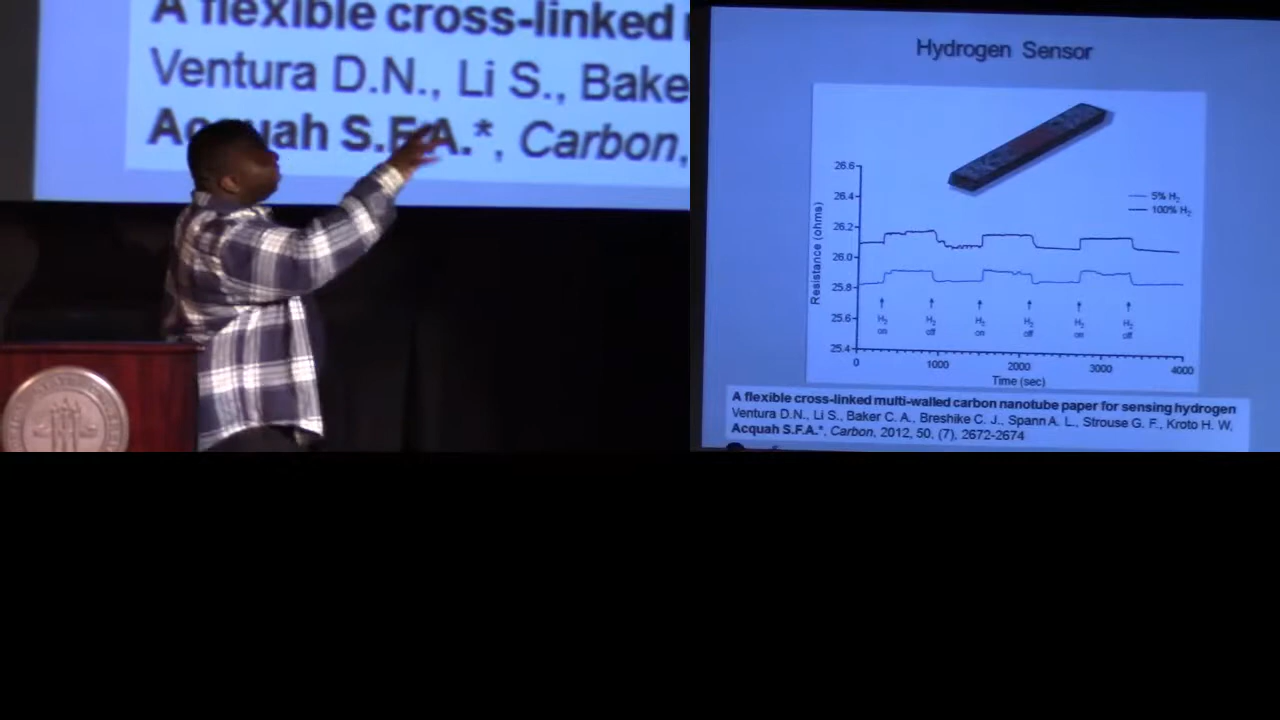 A flexible cross-linked
Ventura D.N., Li S., Bake
Acquah S.F.A.*, Carbon,
Hydrogen Sensor
26.6
26.4
26.2
26.0
25.8
25.6
25.4
Resistance (ohms)
5% H2
100% H2
H2 on
H2 off
H2 on
H2 off
H2 on
H2 off
0 1000 2000 3000 4000
Time (sec)
A flexible cross-linked multi-walled carbon nanotube paper for sensing hydrogen
Ventura D.N., Li S., Baker C. A., Breshike C. J., Spann A. L., Strouse G. F., Kroto H. W,
Acquah S.F.A.*, Carbon, 2012, 50, (7), 2672-2674